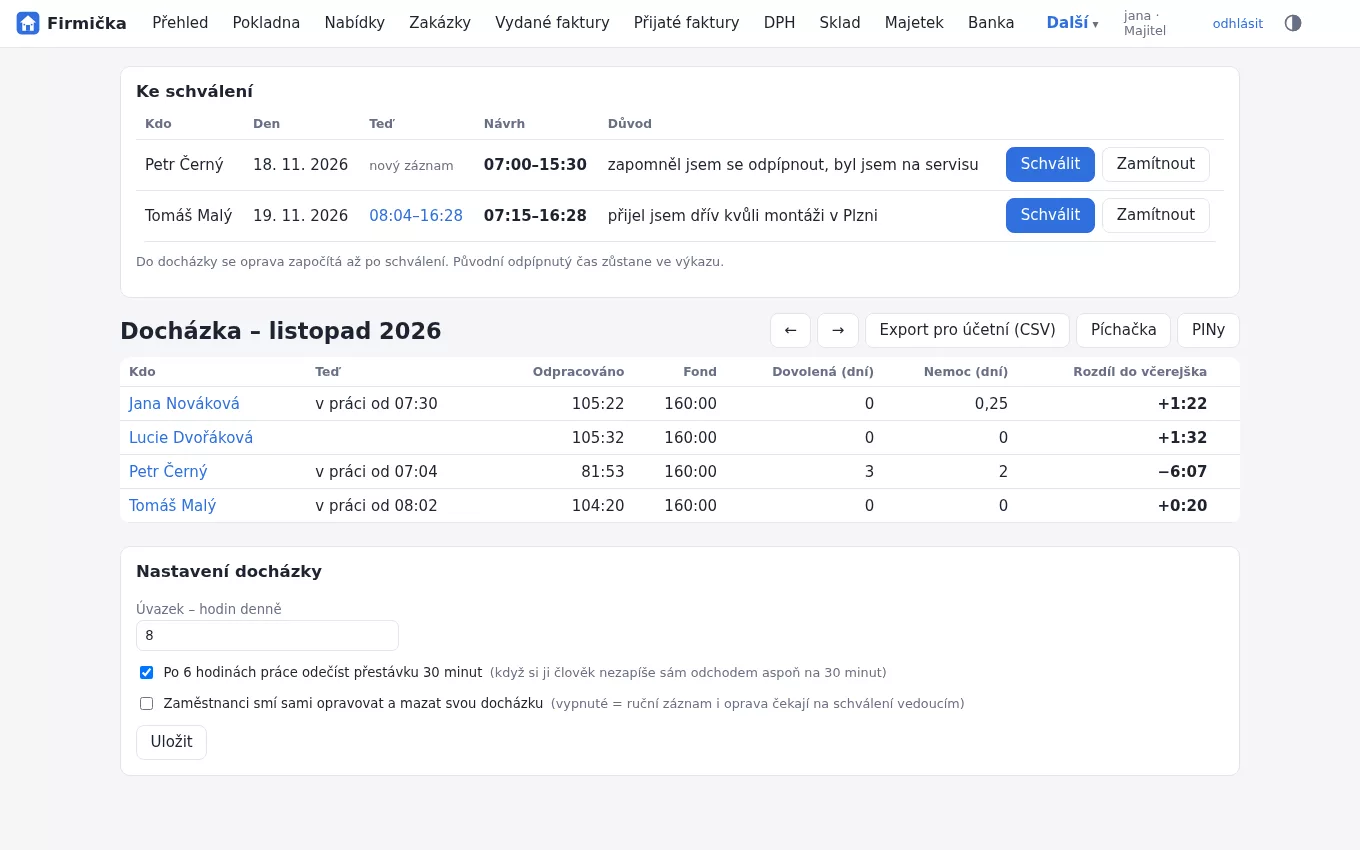 Firmička Přehled Pokladna Nabídky Zakázky Vydané faktury Přijaté faktury DPH Sklad Majetek Banka Další ▾ jana · Majitel odhlásit
Ke schválení
Kdo Den Teď Návrh Důvod
Petr Černý 18. 11. 2026 nový záznam 07:00–15:30 zapomněl jsem se odpípnout, byl jsem na servisu Schválit Zamítnout
Tomáš Malý 19. 11. 2026 08:04–16:28 07:15–16:28 přijel jsem dřív kvůli montáži v Plzni Schválit Zamítnout
Do docházky se oprava započítá až po schválení. Původní odpípnutý čas zůstane ve výkazu.
Docházka – listopad 2026 ← → Export pro účetní (CSV) Píchačka PINy
Kdo Teď Odpracováno Fond Dovolená (dní) Nemoc (dní) Rozdíl do včerejška
Jana Nováková v práci od 07:30 105:22 160:00 0 0,25 +1:22
Lucie Dvořáková 105:32 160:00 0 0 +1:32
Petr Černý v práci od 07:04 81:53 160:00 3 2 −6:07
Tomáš Malý v práci od 08:02 104:20 160:00 0 0 +0:20
Nastavení docházky
Úvazek – hodin denně
8
Po 6 hodinách práce odečíst přestávku 30 minut (když si ji člověk nezapíše sám odchodem aspoň na 30 minut)
Zaměstnanci smí sami opravovat a mazat svou docházku (vypnuté = ruční záznam i oprava čekají na schválení vedoucím)
Uložit